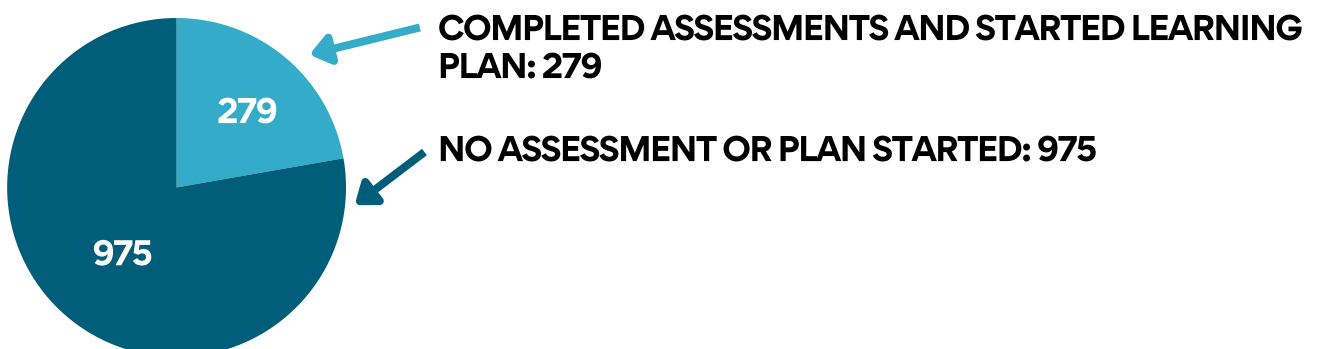 COMPLETED ASSESSMENTS AND STARTED LEARNING
PLAN: 279
279
NO ASSESSMENT OR PLAN STARTED: 975
975